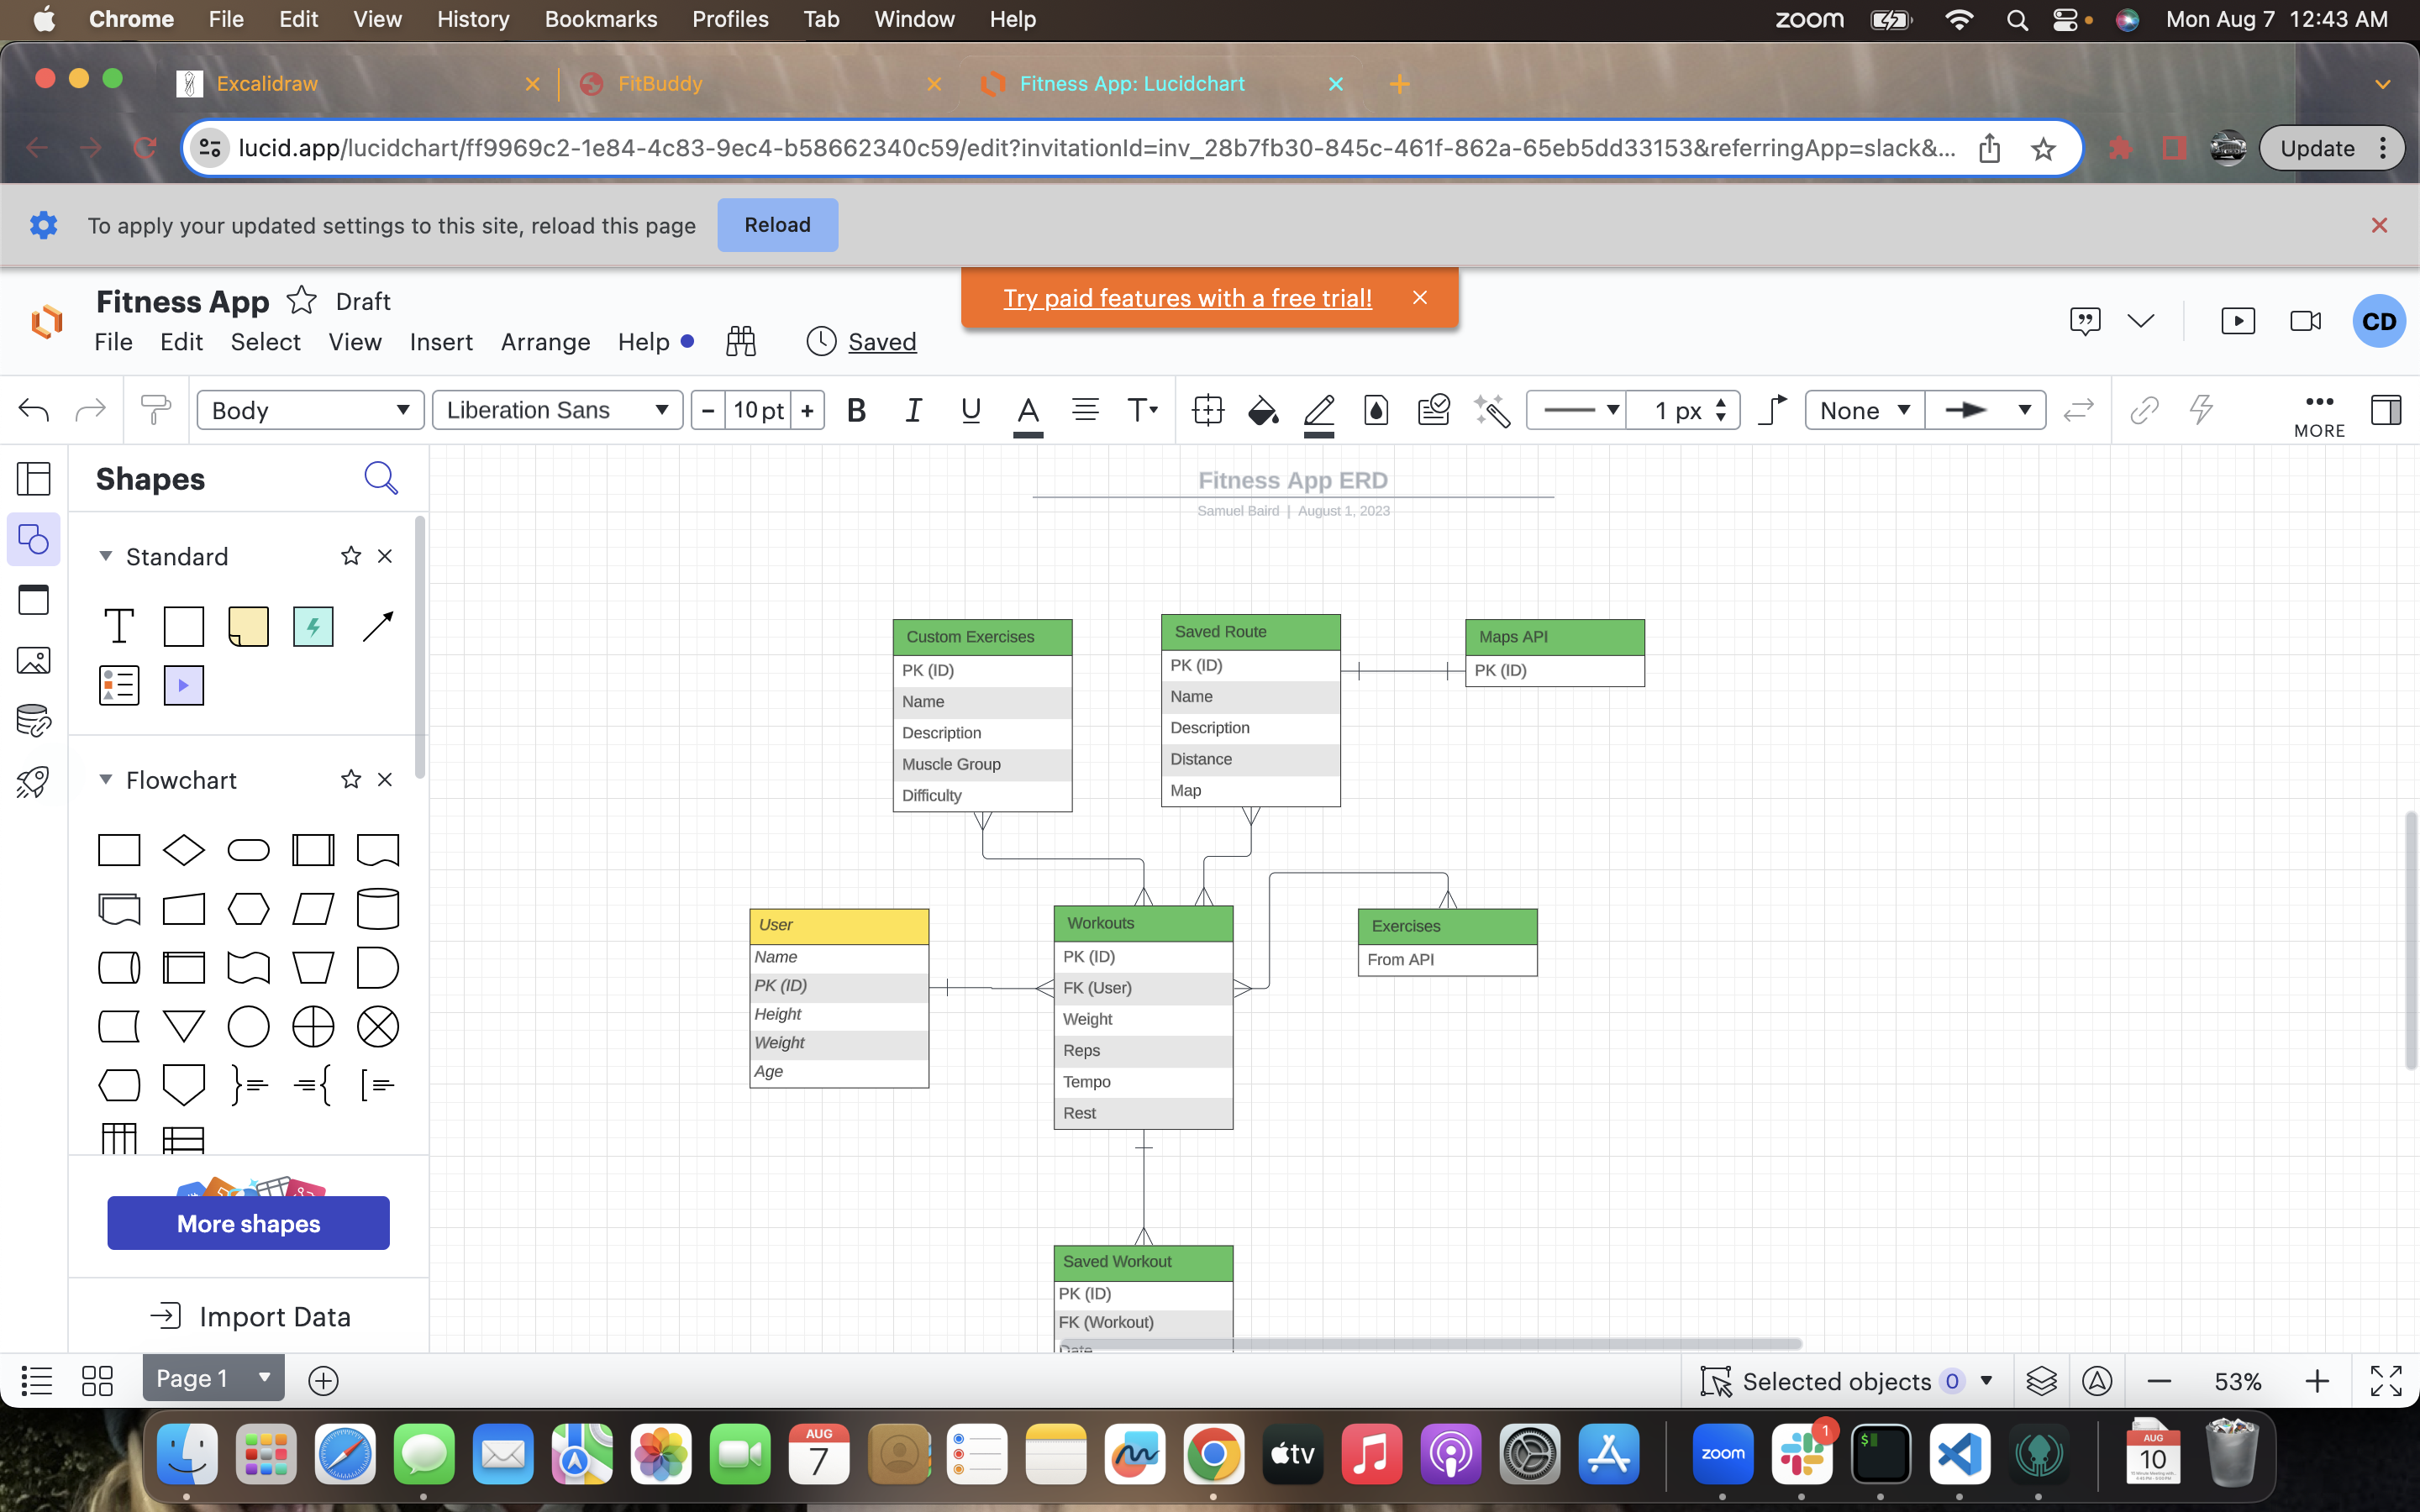 Chrome File Edit View History Bookmarks Profiles Tab Window Help zoom Mon Aug 7 12:43 AM
Excalidraw FitBuddy Fitness App: Lucidchart
lucid.app/lucidchart/ff9969c2-1e84-4c83-9ec4-b58662340c59/edit?invitationId=inv_28b7fb30-845c-461f-862a-65eb5dd33153&referringApp=slack&... Update
To apply your updated settings to this site, reload this page Reload
Try paid features with a free trial!
Fitness App Draft
File Edit Select View Insert Arrange Help Saved
CD
Body Liberation Sans 10 pt B I U A T 1 px None MORE
Shapes
Standard
T
Flowchart
More shapes
Import Data
Fitness App ERD
Samuel Baird | August 1, 2023
Custom Exercises
PK (ID)
Name
Description
Muscle Group
Difficulty
Saved Route
PK (ID)
Name
Description
Distance
Map
Maps API
PK (ID)
User
Name
PK (ID)
Height
Weight
Age
Workouts
PK (ID)
FK (User)
Weight
Reps
Tempo
Rest
Exercises
From API
Saved Workout
PK (ID)
FK (Workout)
Date
Page 1 Selected objects 0 53%
AUG
7
tv
zoom
1
$
AUG
10